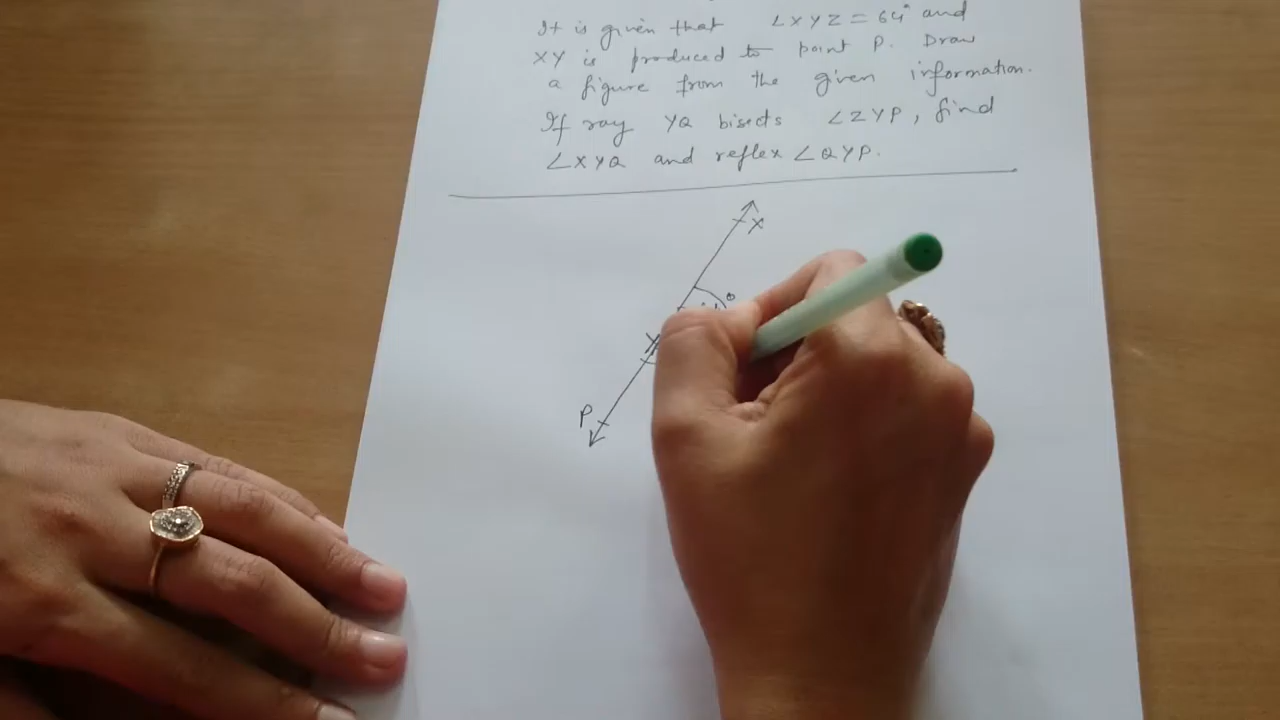 It is given that ∠XYZ = 64° and
XY is produced to point P. Draw
a figure from the given information.
If ray YQ bisects ∠ZYP, find
∠XYQ and reflex ∠QYP.
X
Y
P